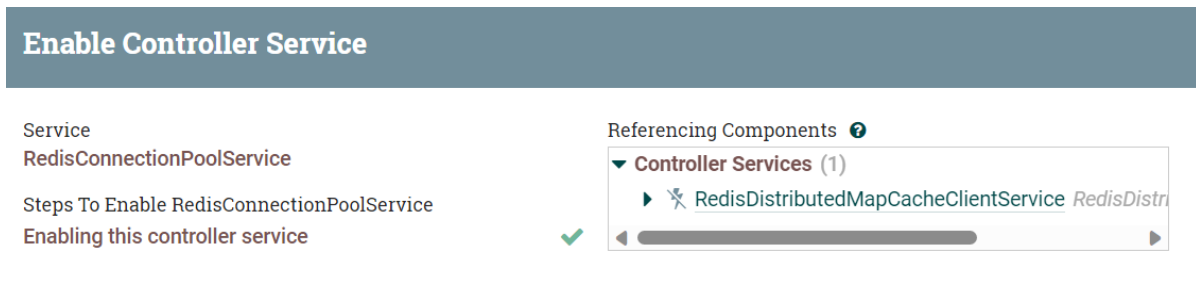 Enable Controller Service
Service
RedisConnectionPoolService
Steps To Enable RedisConnectionPoolService
Enabling this controller service
Referencing Components
Controller Services (1)
RedisDistributedMapCacheClientService RedisDistri